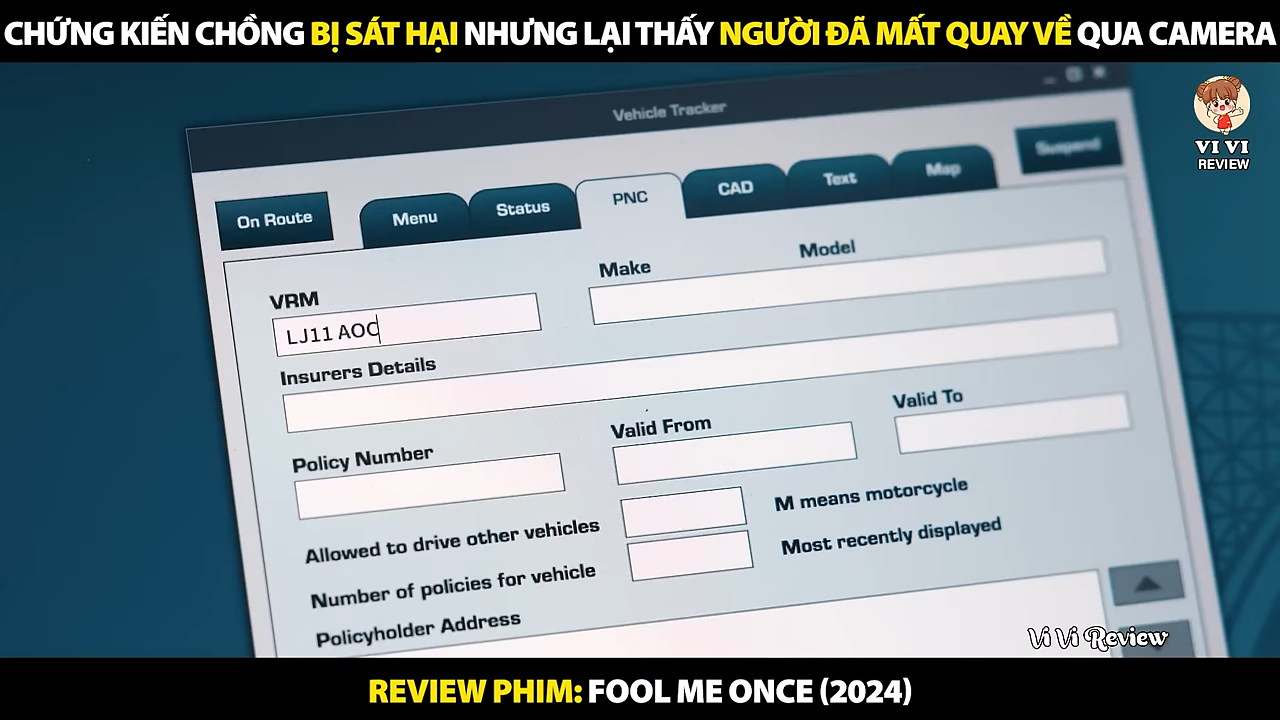 CHỨNG KIẾN CHỒNG BỊ SÁT HẠI NHƯNG LẠI THẤY NGƯỜI ĐÃ MẤT QUAY VỀ QUA CAMERA
Vehicle Tracker
VI VI
REVIEW
On Route
Menu
Status
PNC
CAD
Text
Map
Suspend
VRM
Make
Model
LJ11 AOC
Insurers Details
Policy Number
Valid From
Valid To
Allowed to drive other vehicles
M means motorcycle
Number of policies for vehicle
Most recently displayed
Policyholder Address
Vi Vi Review
REVIEW PHIM: FOOL ME ONCE (2024)